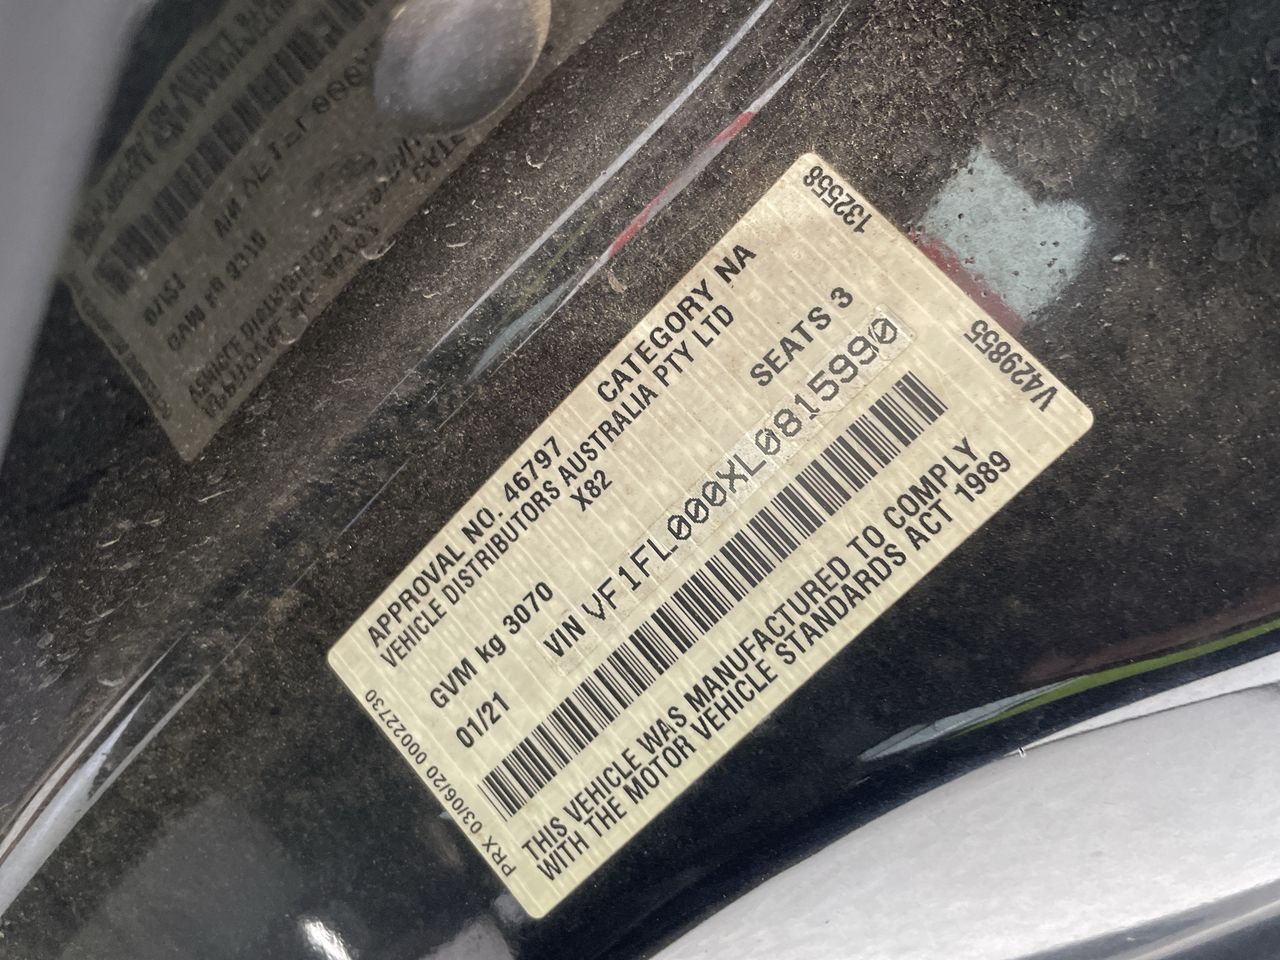 APPROVAL NO. 46797 CATEGORY NA
VEHICLE DISTRIBUTORS AUSTRALIA PTY LTD
X82
GVM kg 3070 SEATS 3
01/21 VIN VF1FL000XL0815990
THIS VEHICLE WAS MANUFACTURED TO COMPLY
WITH THE MOTOR VEHICLE STANDARDS ACT 1989
PRX 03/06/20 00022730
132558
V429855